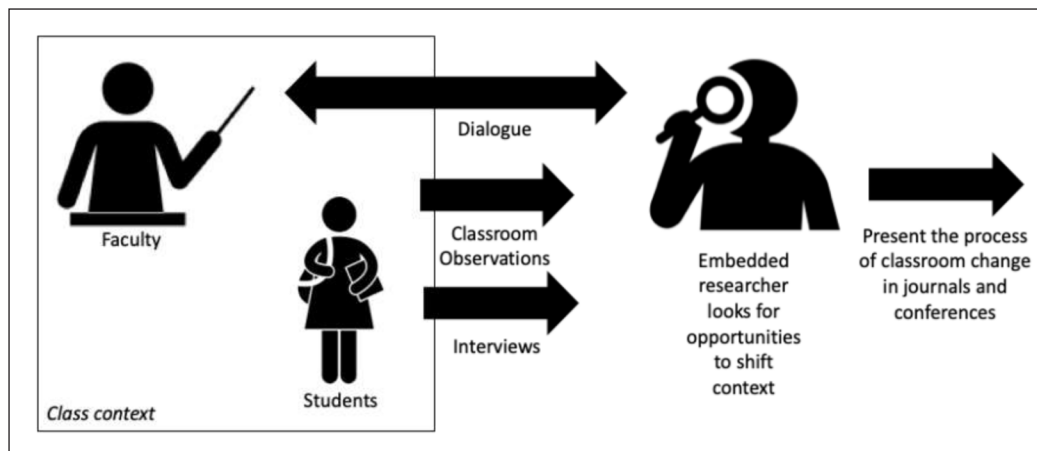 Faculty
Students
Class context
Dialogue
Classroom
Observations
Interviews
Embedded
researcher
looks for
opportunities
to shift
context
Present the process
of classroom change
in journals and
conferences